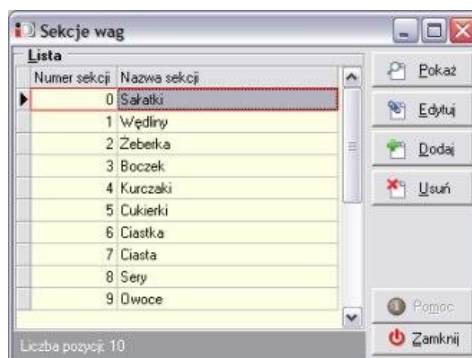 Sekcje wag
Lista
Numer sekcji Nazwa sekcji
0 Sałatki
1 Wędliny
2 Żeberka
3 Boczek
4 Kurczaki
5 Cukierki
6 Ciastka
7 Ciasta
8 Sery
9 Owoce
Liczba pozycji: 10
Pokaż
Edytuj
Dodaj
Usuń
Pomoc
Zamknij